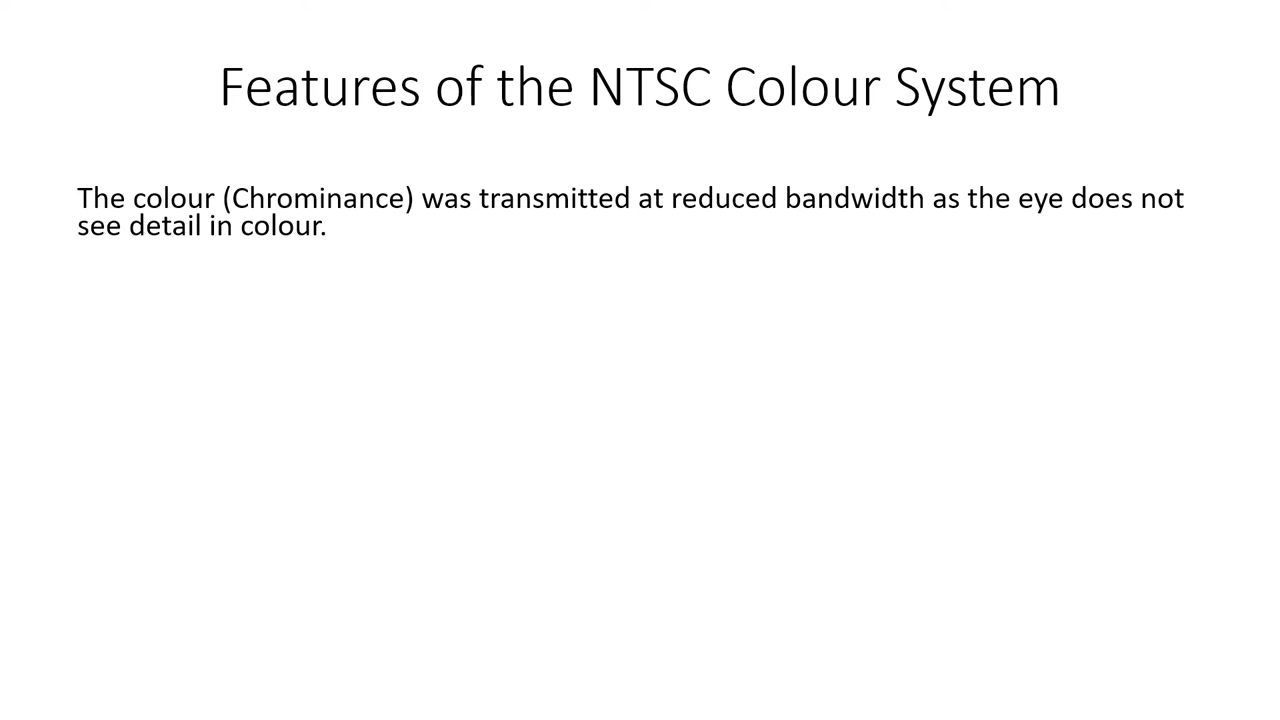 Features of the NTSC Colour System
The colour (Chrominance) was transmitted at reduced bandwidth as the eye does not
see detail in colour.